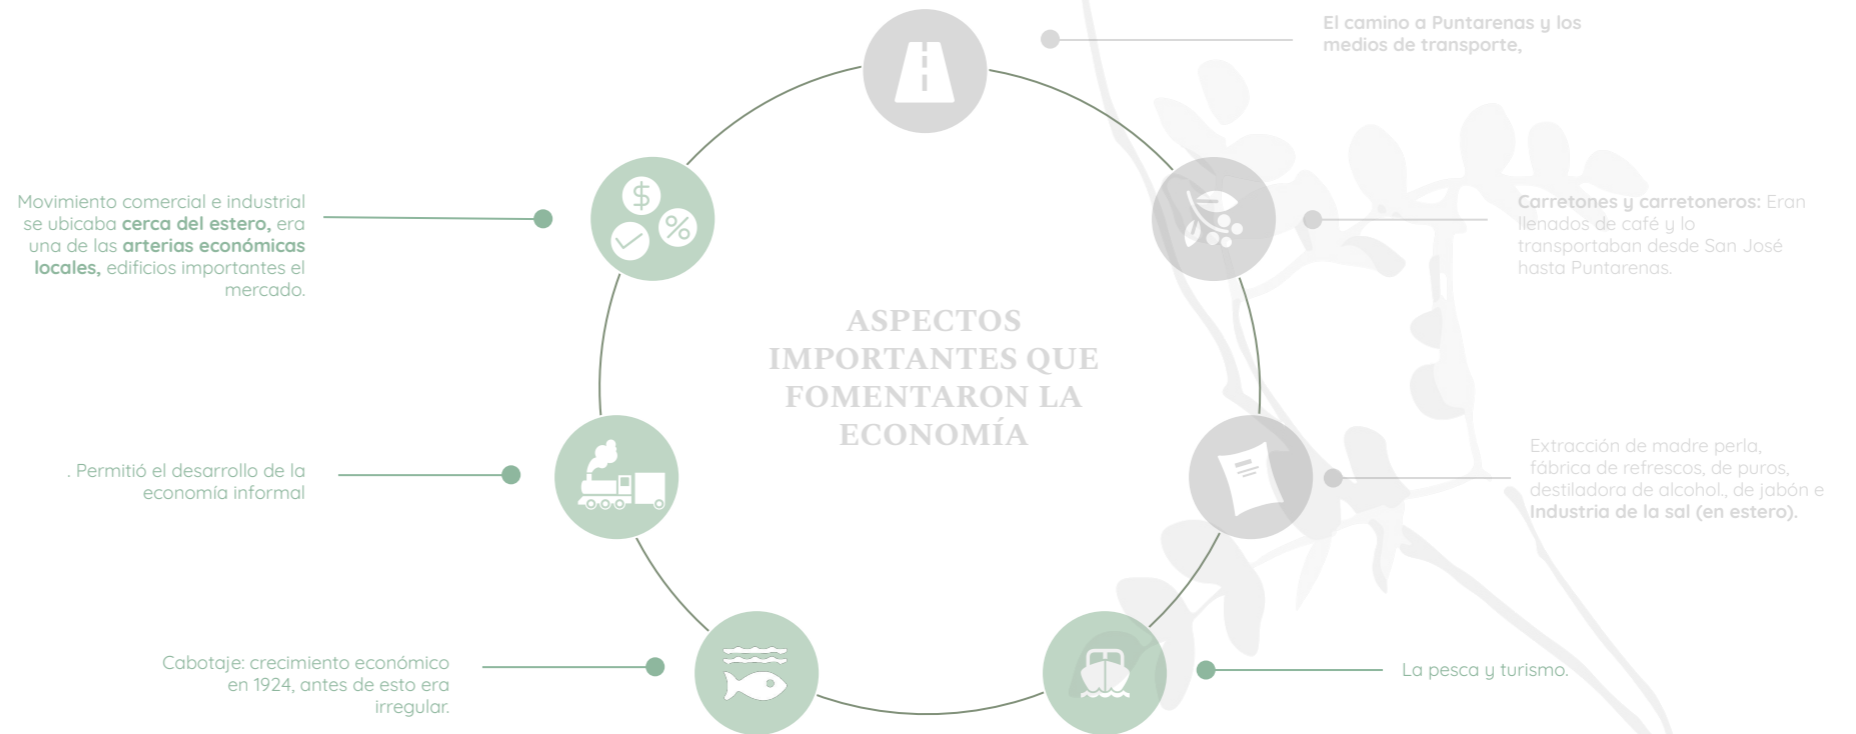 El camino a Puntarenas y los
medios de transporte,
Movimiento comercial e industrial
se ubicaba cerca del estero, era
una de las arterias económicas
locales, edificios importantes el
mercado.
Carretones y carretoneros: Eran
llenados de café y lo
transportaban desde San José
hasta Puntarenas.
ASPECTOS
IMPORTANTES QUE
FOMENTARON LA
ECONOMÍA
. Permitió el desarrollo de la
economía informal
Extracción de madre perla,
fábrica de refrescos, de puros,
destiladora de alcohol., de jabón e
Industria de la sal (en estero).
Cabotaje: crecimiento económico
en 1924, antes de esto era
irregular.
La pesca y turismo.